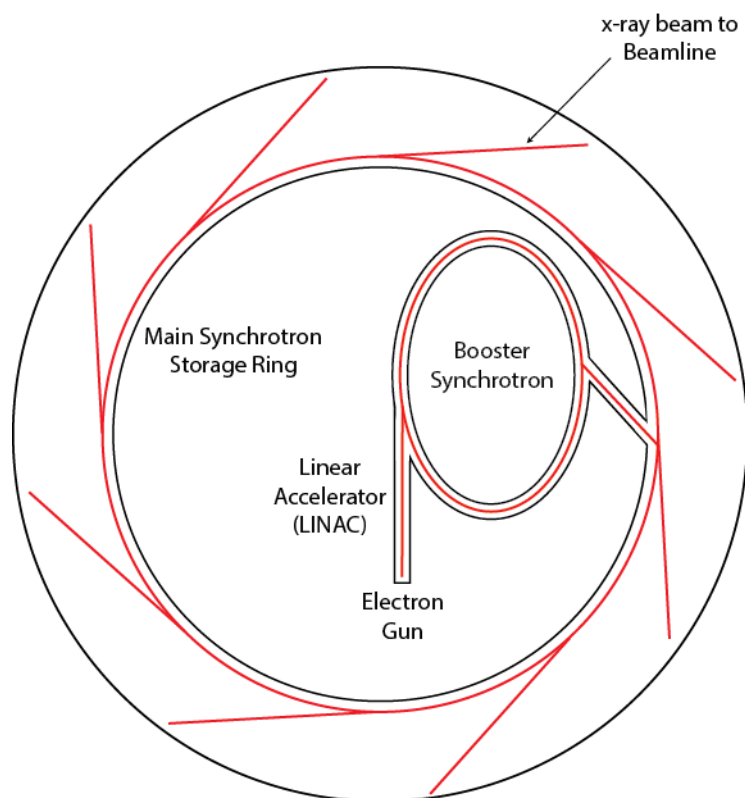 x-ray beam to
Beamline
Main Synchrotron
Storage Ring
Booster
Synchrotron
Linear
Accelerator
(LINAC)
Electron
Gun